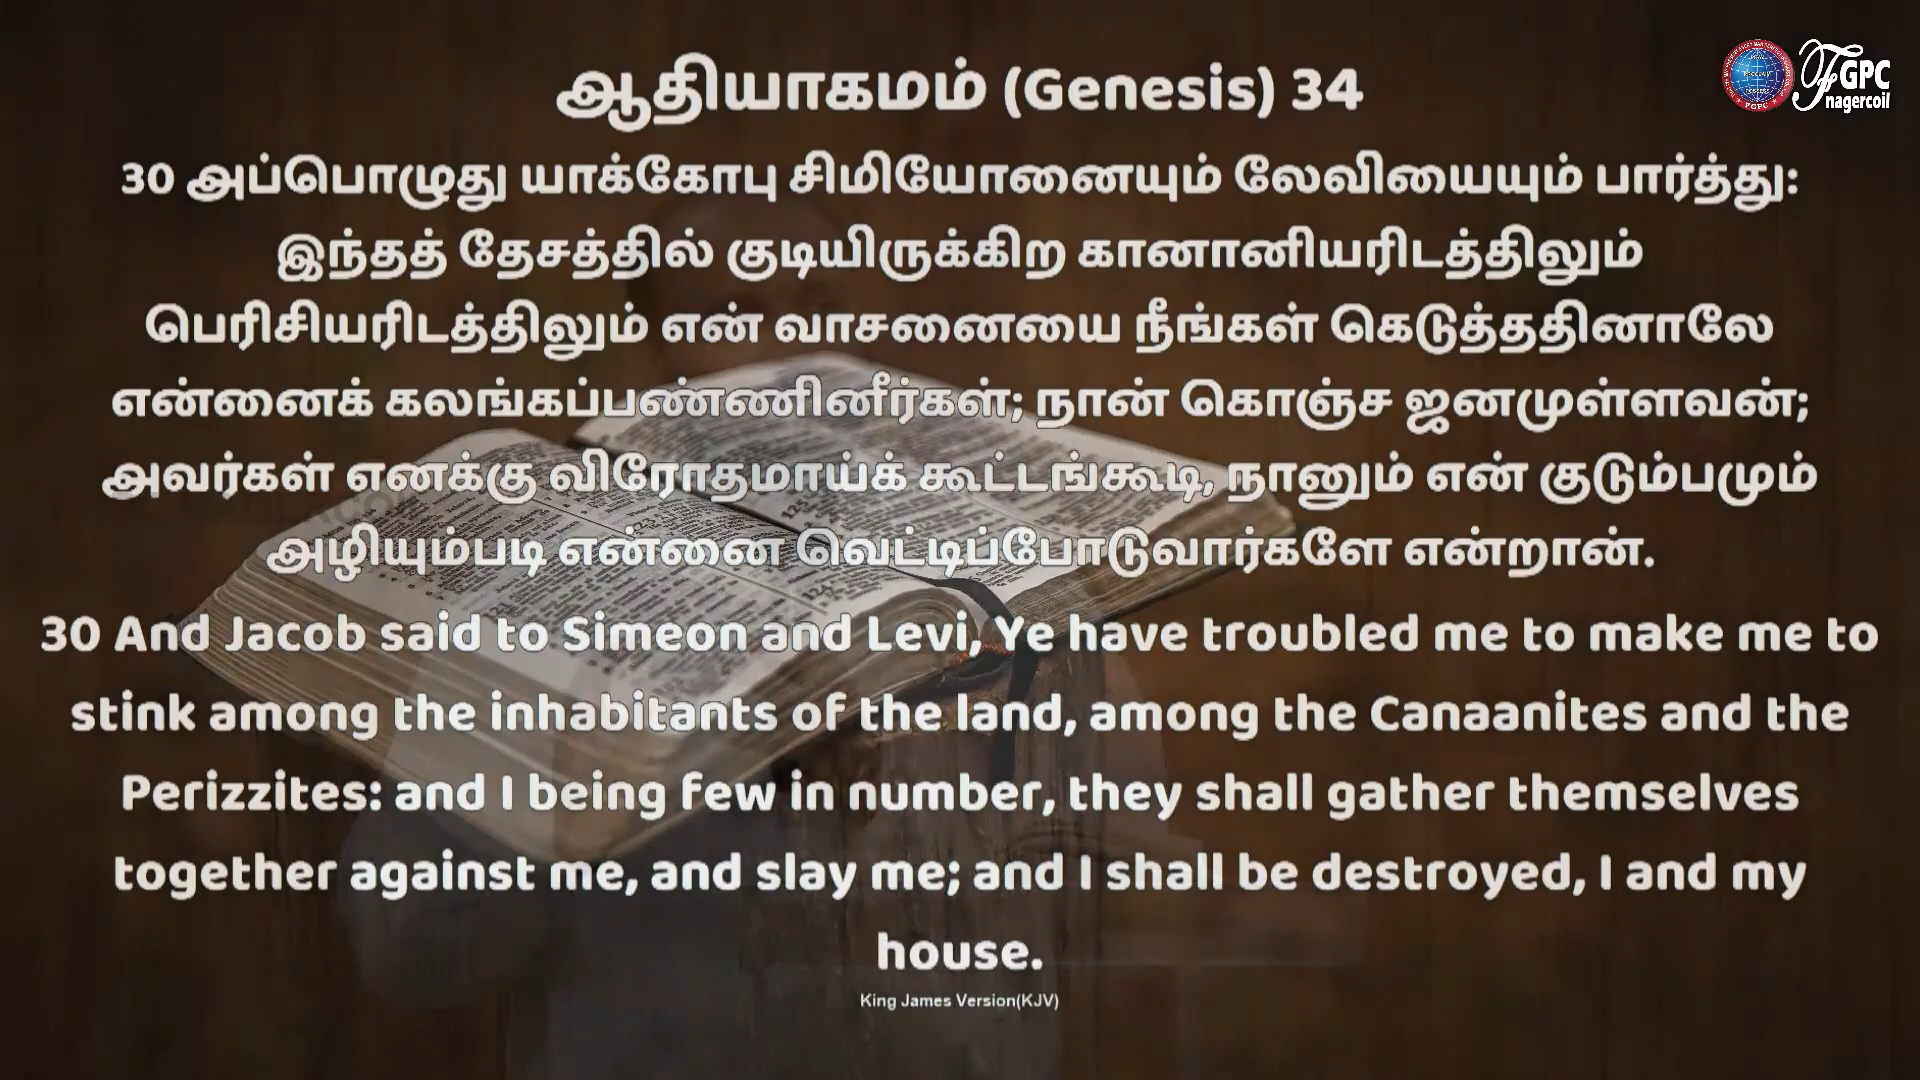 FGPC
nagercoil
ஆதியாகமம் (Genesis) 34
30 அப்பொழுது யாக்கோபு சிமியோனையும் லேவியையும் பார்த்து:
இந்தத் தேசத்தில் குடியிருக்கிற கானானியரிடத்திலும்
பெரிசியரிடத்திலும் என் வாசனையை நீங்கள் கெடுத்ததினாலே
என்னைக் கலங்கப்பண்ணினீர்கள்; நான் கொஞ்ச ஜனமுள்ளவன்;
அவர்கள் எனக்கு விரோதமாய்க் கூட்டங்கூடி, நானும் என் குடும்பமும்
அழியும்படி என்னை வெட்டிப்போடுவார்களே என்றான்.
30 And Jacob said to Simeon and Levi, Ye have troubled me to make me to
stink among the inhabitants of the land, among the Canaanites and the
Perizzites: and I being few in number, they shall gather themselves
together against me, and slay me; and I shall be destroyed, I and my
house.
King James Version(KJV)